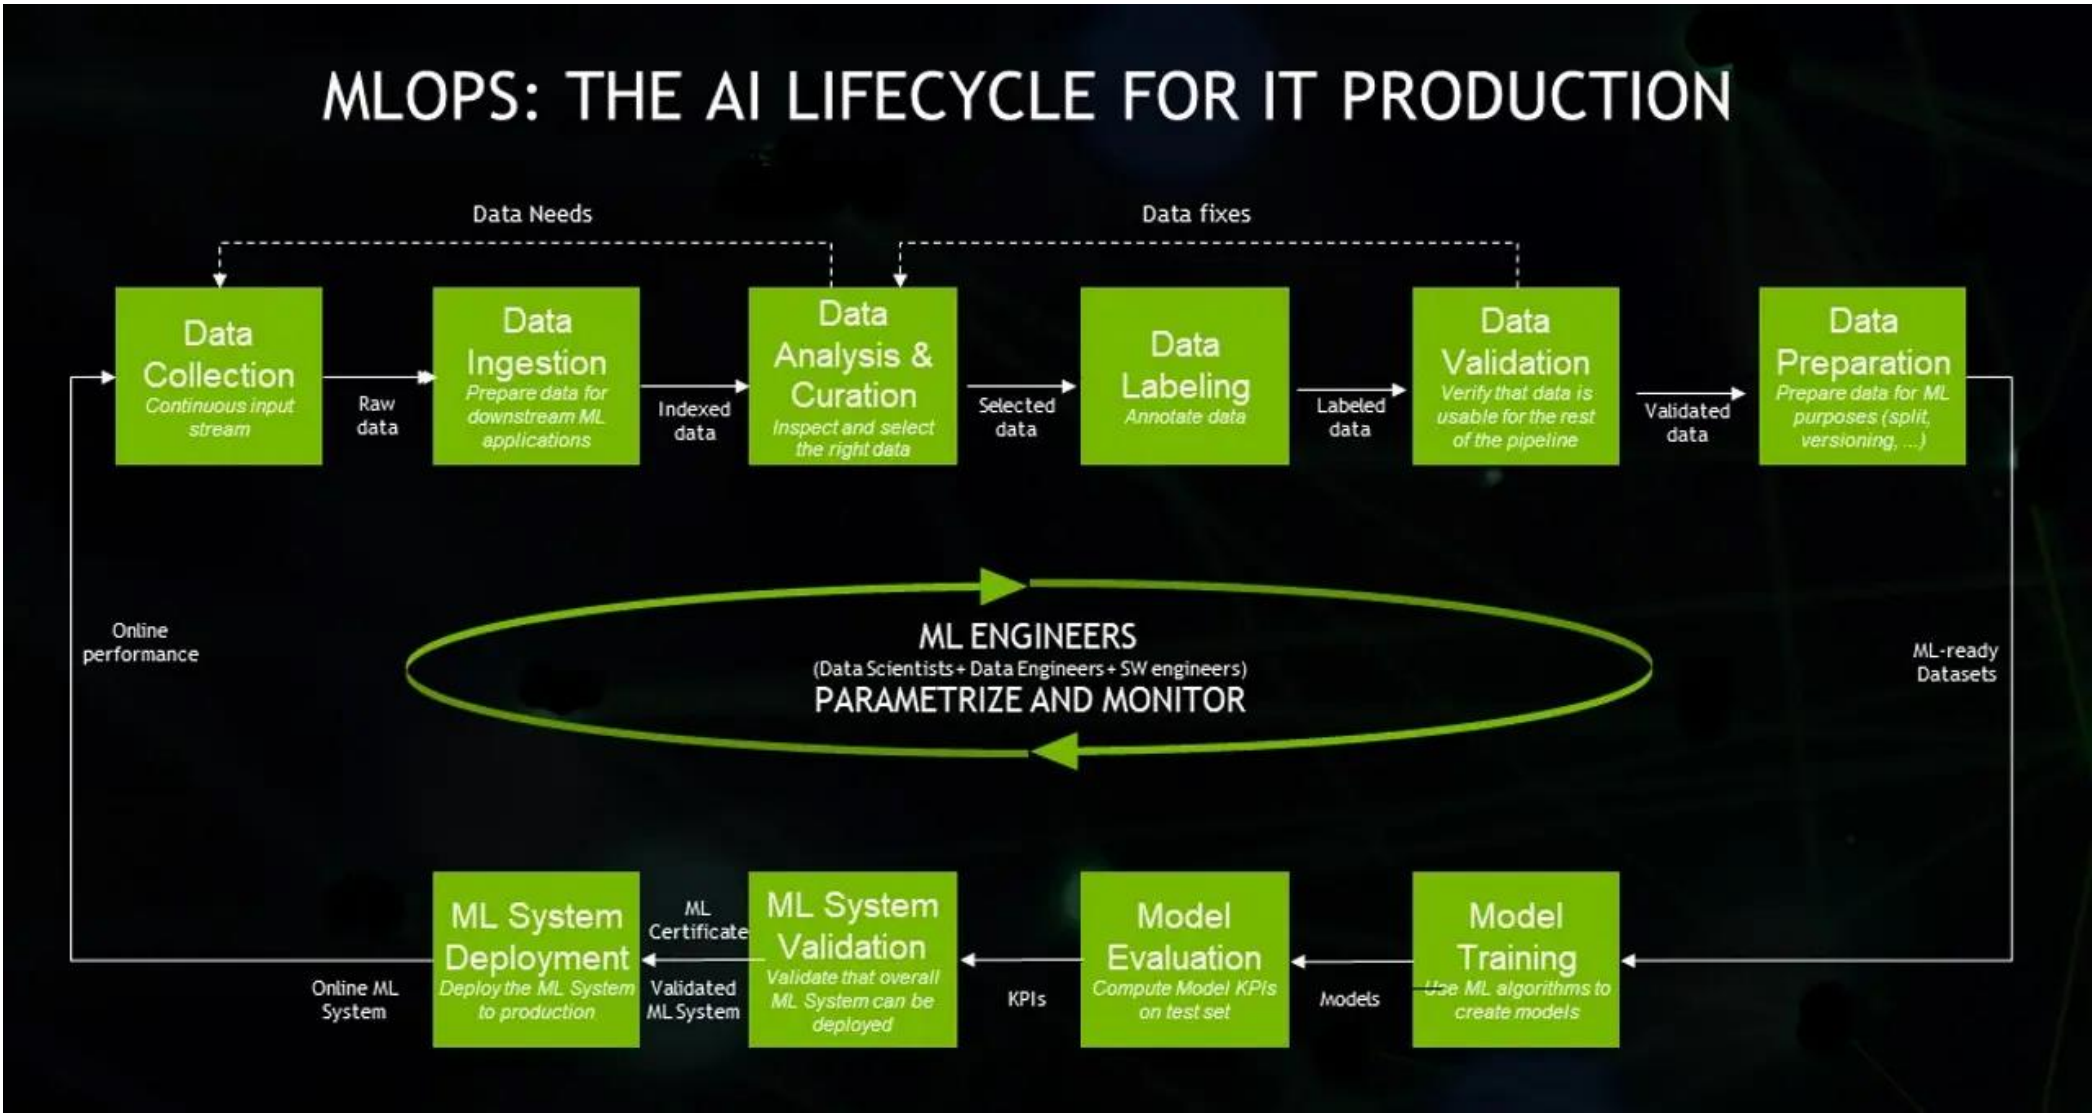 MLOPS: THE AI LIFECYCLE FOR IT PRODUCTION
Data Needs
Data fixes
Data
Collection
Continuous input
stream
Raw
data
Data
Ingestion
Prepare data for
downstream ML
applications
Indexed
data
Data
Analysis &
Curation
Inspect and select
the right data
Selected
data
Data
Labeling
Annotate data
Labeled
data
Data
Validation
Verify that data is
usable for the rest
of the pipeline
Validated
data
Data
Preparation
Prepare data for ML
purposes (split,
versioning, ...)
Online
performance
ML ENGINEERS
(Data Scientists + Data Engineers + SW engineers)
PARAMETRIZE AND MONITOR
ML-ready
Datasets
Online ML
System
ML System
Deployment
Deploy the ML System
to production
ML
Certificate
Validated
ML System
ML System
Validation
Validate that overall
ML System can be
deployed
KPIs
Model
Evaluation
Compute Model KPIs
on test set
Models
Model
Training
Use ML algorithms to
create models